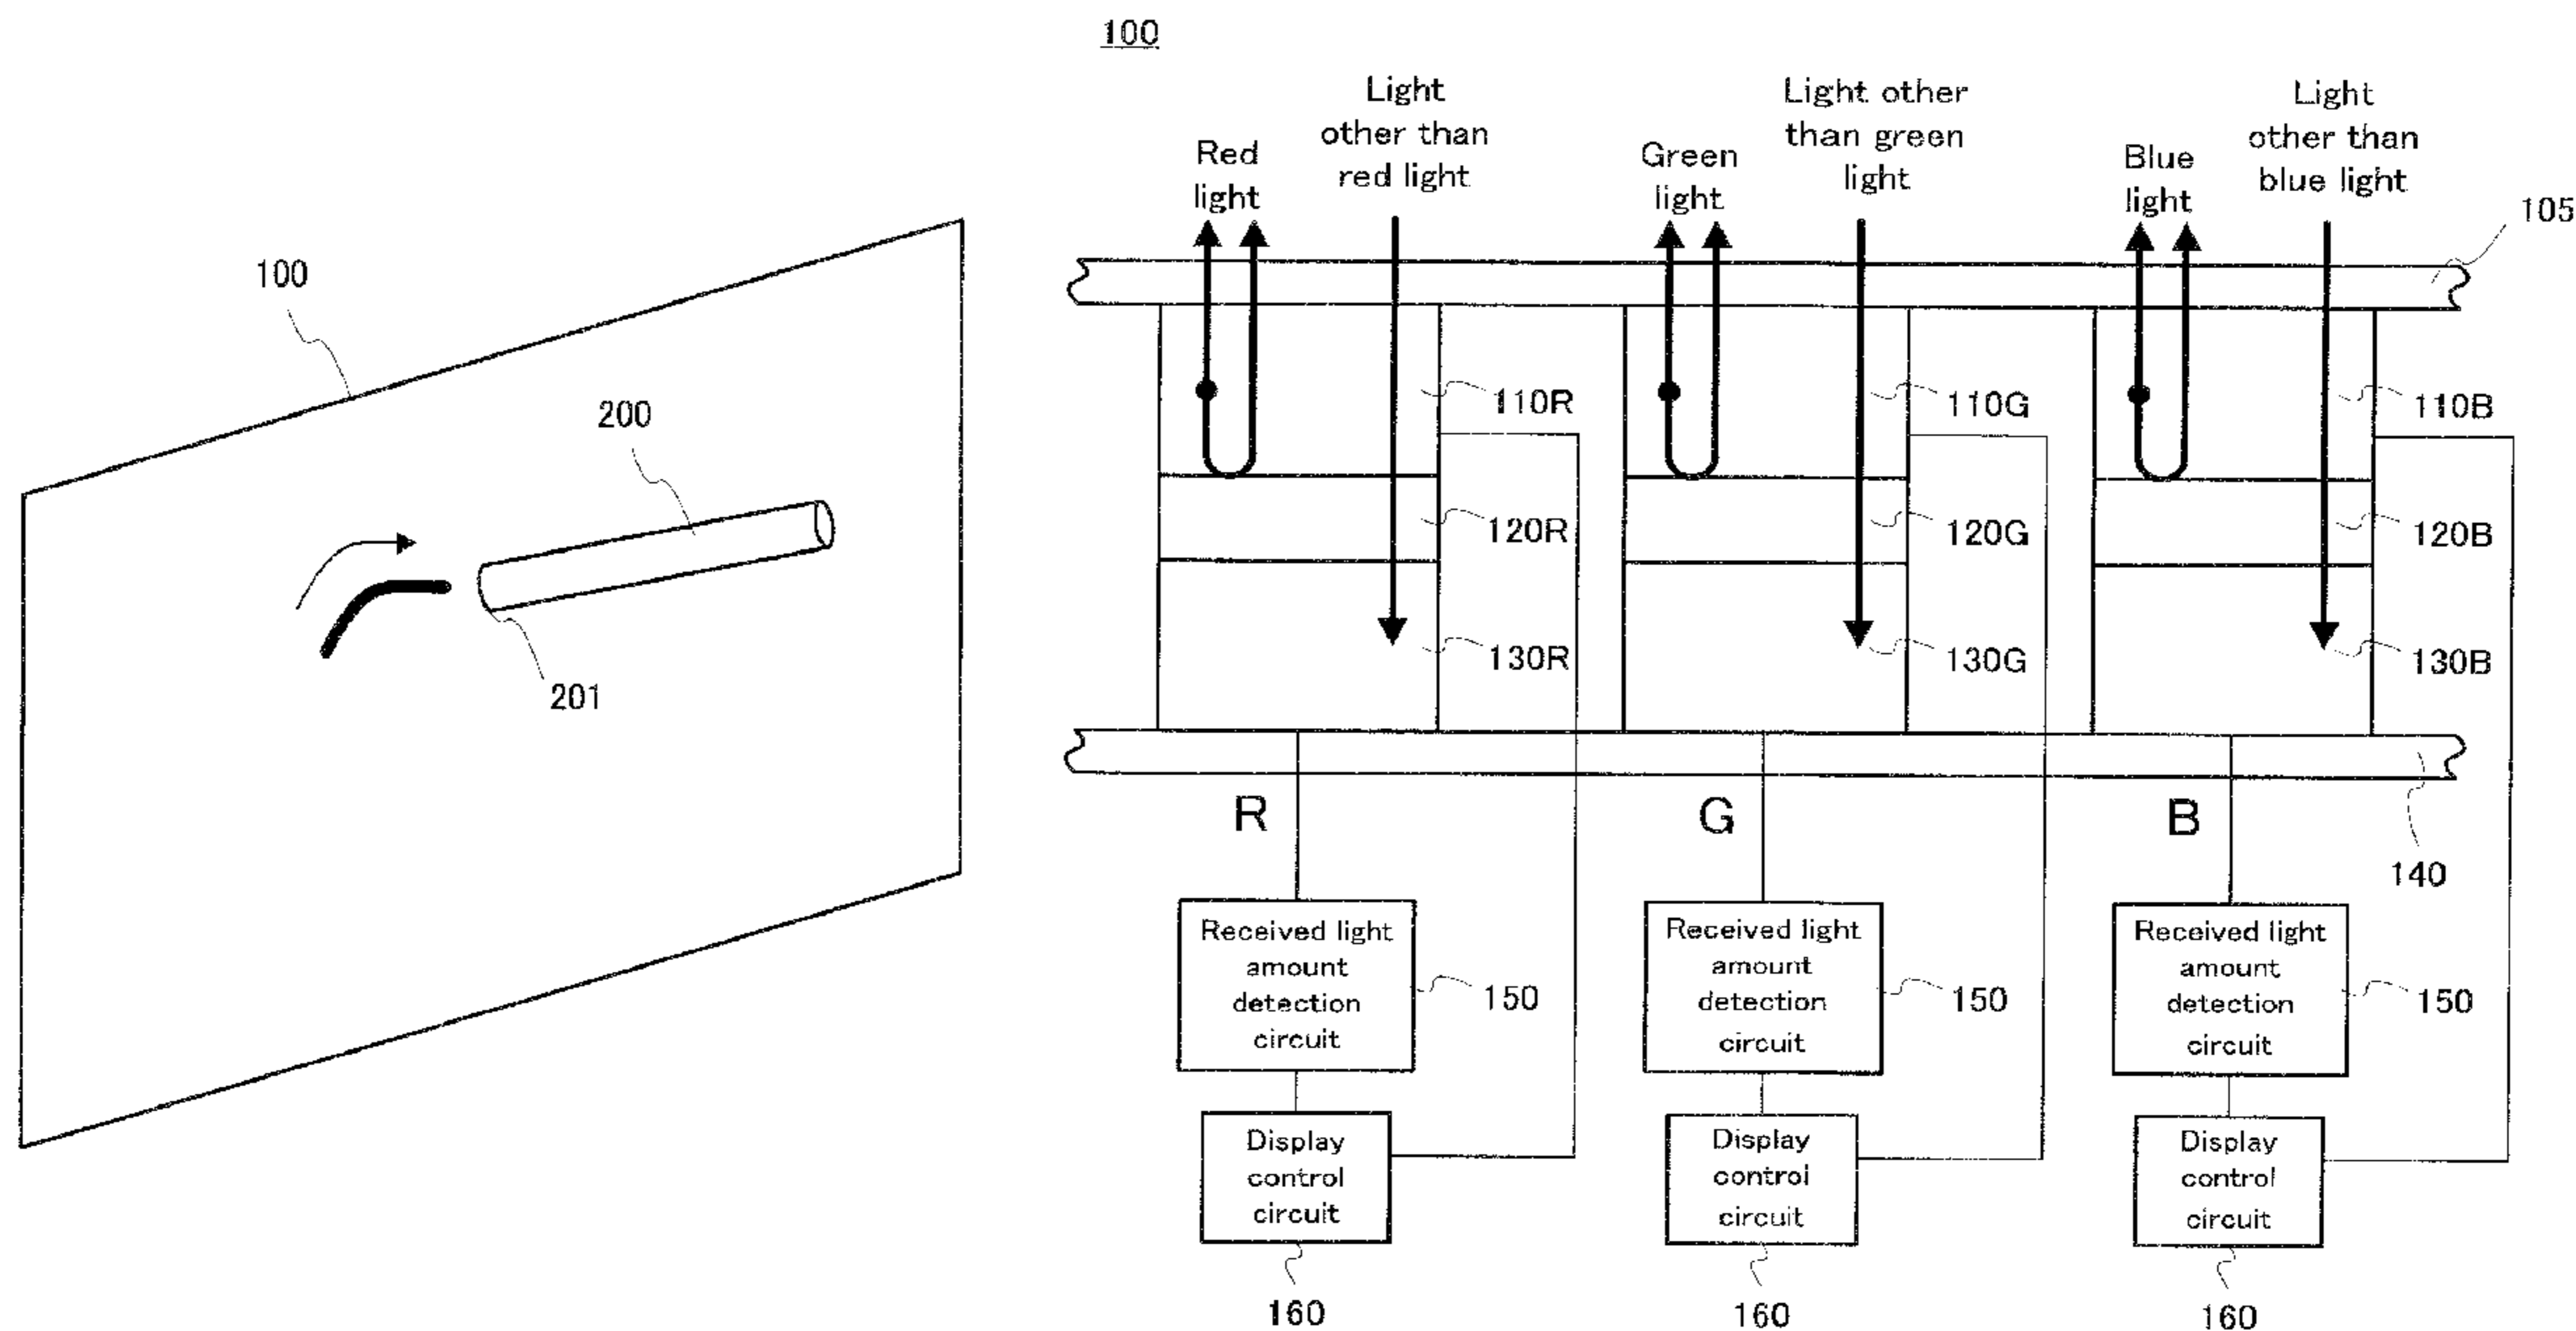 100
200
201
100
Light
other than
red light
Light other
than green
light
Light
other than
blue light
Red
light
Green
light
Blue
light
105
110R
110G
110B
120R
120G
120B
130R
130G
130B
R
G
B
140
Received light
amount
detection
circuit
150
Received light
amount
detection
circuit
150
Received light
amount
detection
circuit
150
Display
control
circuit
Display
control
circuit
Display
control
circuit
160
160
160